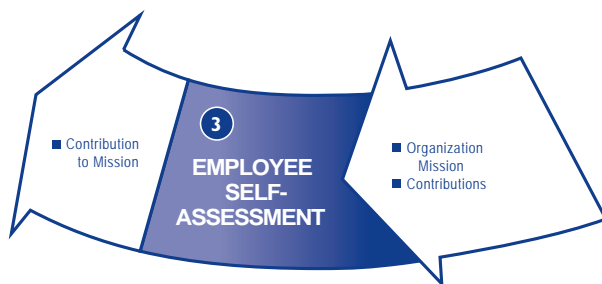 ■ Contribution
to Mission
3
EMPLOYEE
SELF-
ASSESSMENT
■ Organization
Mission
■ Contributions